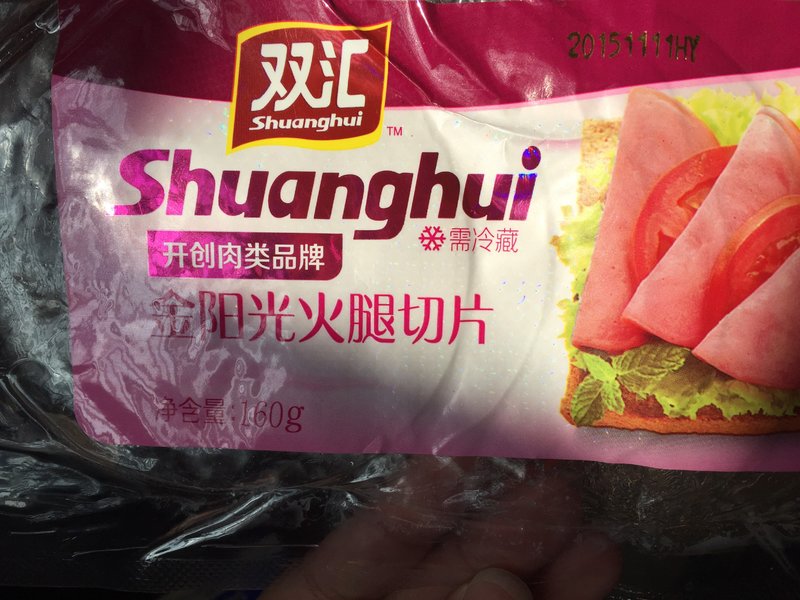 20151111HY
双汇
Shuanghui
TM
Shuanghui
需冷藏
开创肉类品牌
金阳光火腿切片
净含量:160g